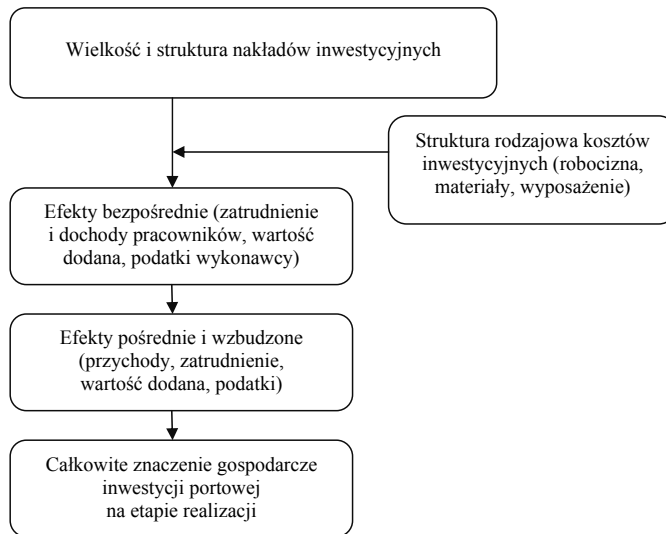 Wielkość i struktura nakładów inwestycyjnych
Struktura rodzajowa kosztów
inwestycyjnych (robocizna,
materiały, wyposażenie)
Efekty bezpośrednie (zatrudnienie
i dochody pracowników, wartość
dodana, podatki wykonawcy)
Efekty pośrednie i wzbudzone
(przychody, zatrudnienie,
wartość dodana, podatki)
Całkowite znaczenie gospodarcze
inwestycji portowej
na etapie realizacji